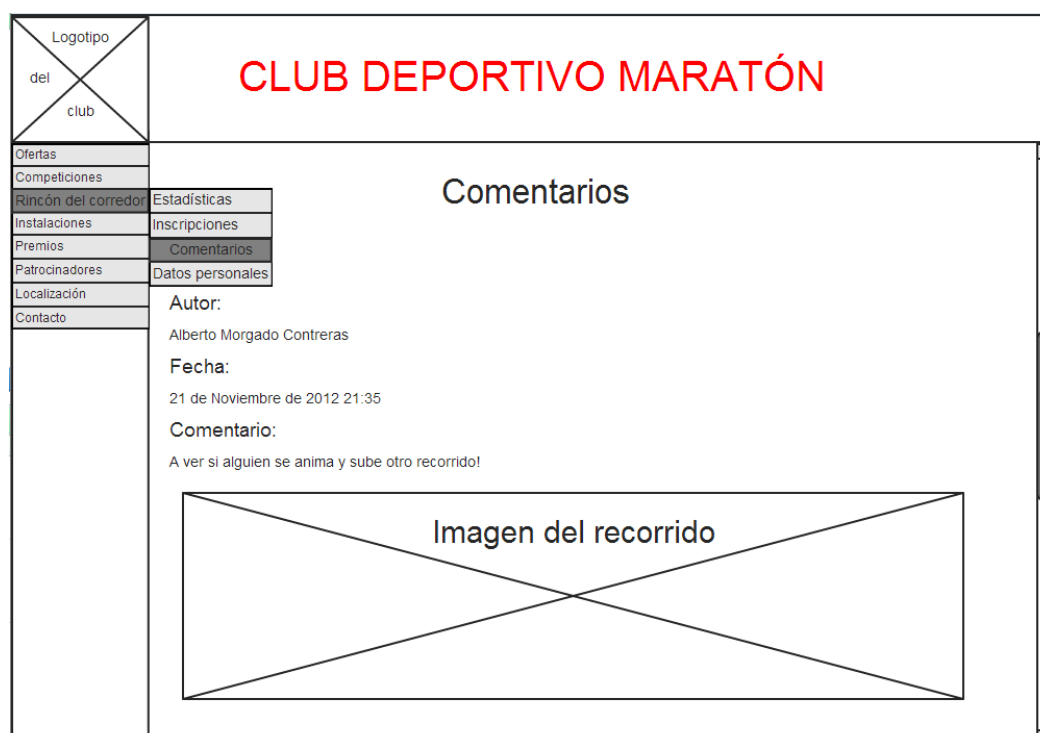 Logotipo
del
club
CLUB DEPORTIVO MARATÓN
Ofertas
Competiciones
Rincón del corredor
Instalaciones
Premios
Patrocinadores
Localización
Contacto
Estadísticas
Inscripciones
Comentarios
Datos personales
Comentarios
Autor:
Alberto Morgado Contreras
Fecha:
21 de Noviembre de 2012 21:35
Comentario:
A ver si alguien se anima y sube otro recorrido!
Imagen del recorrido